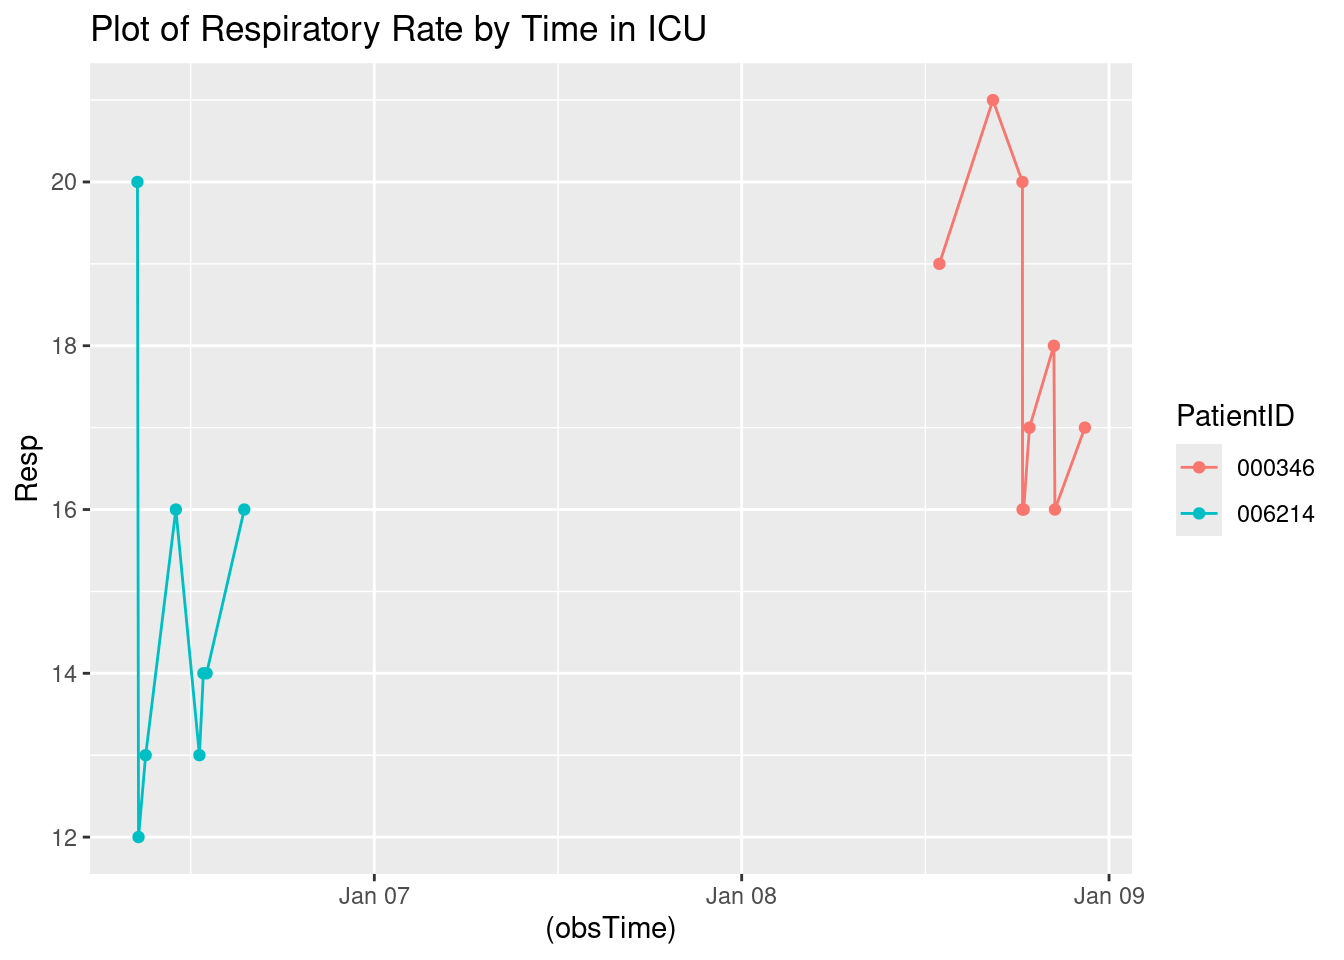 Plot of Respiratory Rate by Time in ICU
Resp
20
18
16
14
12
Jan 07
Jan 08
Jan 09
(obsTime)
PatientID
000346
006214